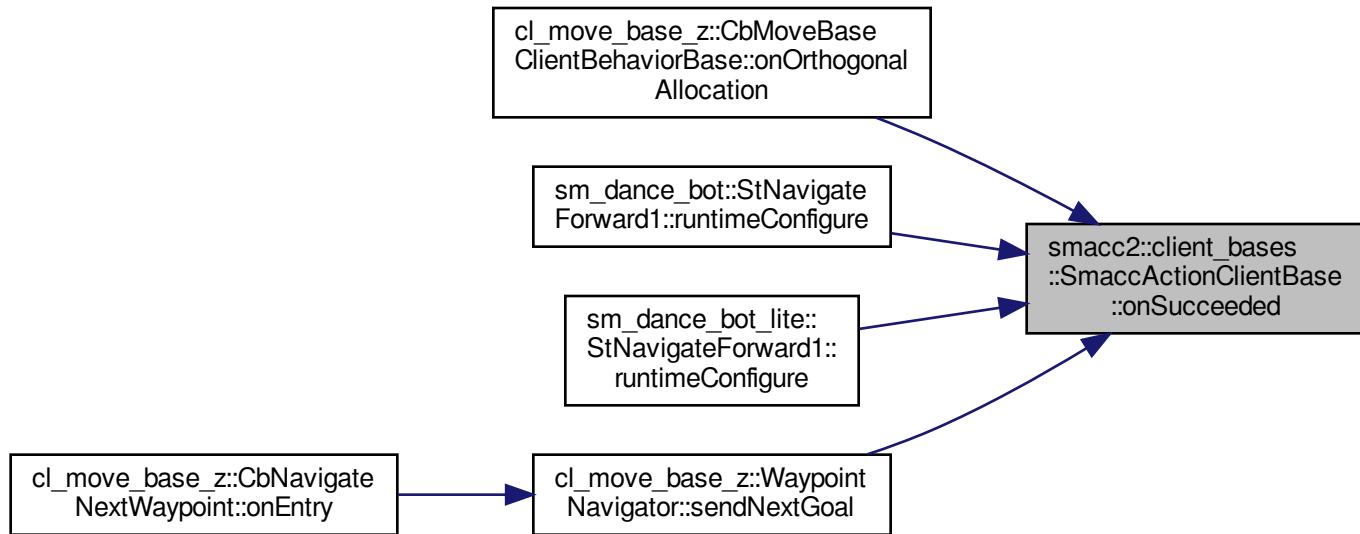 cl_move_base_z::CbMoveBase
ClientBehaviorBase::onOrthogonal
Allocation
sm_dance_bot::StNavigate
Forward1::runtimeConfigure
smacc2::client_bases
::SmaccActionClientBase
::onSucceeded
sm_dance_bot_lite::
StNavigateForward1::
runtimeConfigure
cl_move_base_z::CbNavigate
NextWaypoint::onEntry
cl_move_base_z::Waypoint
Navigator::sendNextGoal